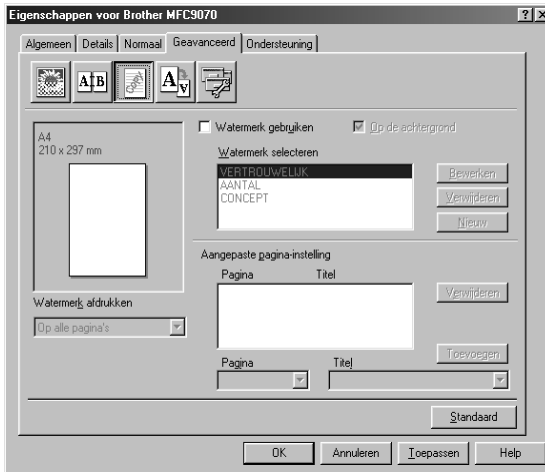 Eigenschappen voor Brother MFC9070
Algemeen Details Normaal Geavanceerd Ondersteuning
A B
Copy
A A
A4
210 x 297 mm
Watermerk gebruiken
Op de achtergrond
Watermerk selecteren
VERTROUWELIJK
AANTAL
CONCEPT
Bewerken
Verwijderen
Nieuw
Watermerk afdrukken
Op alle pagina's
Aangepaste pagina-instelling
Pagina Titel
Verwijderen
Toevoegen
Pagina Titel
Standaard
OK Annuleren Toepassen Help